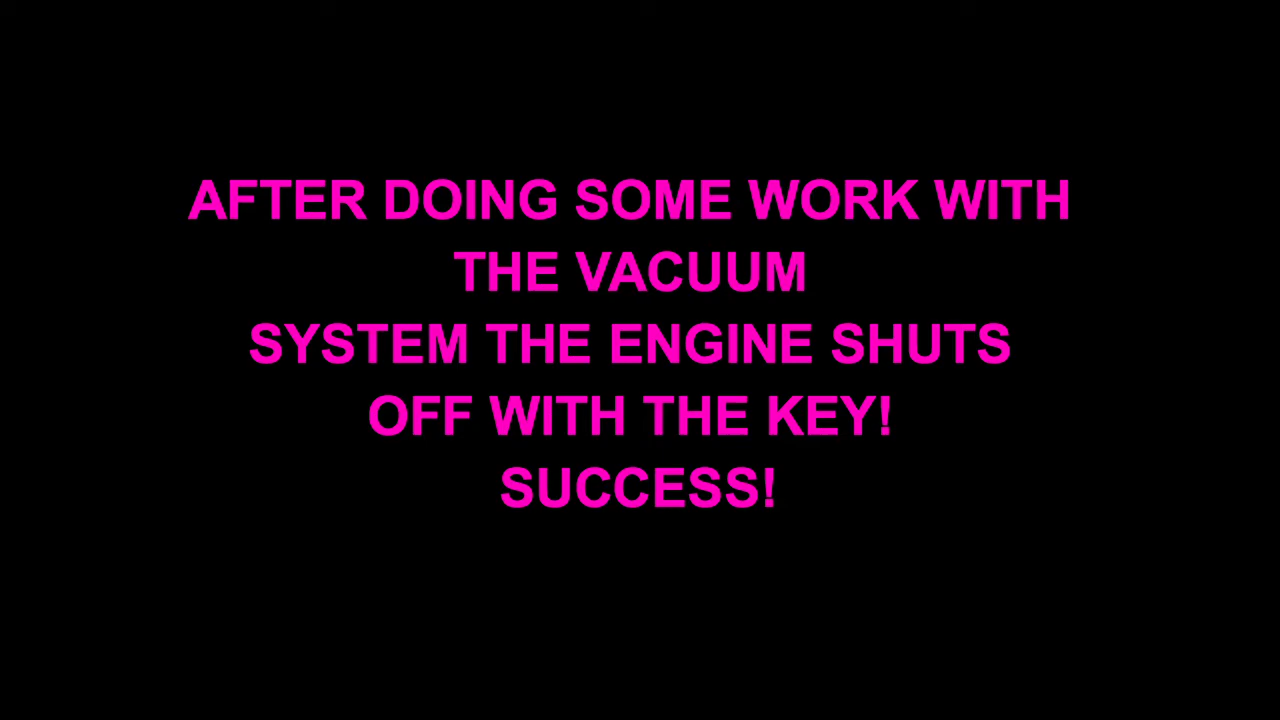 AFTER DOING SOME WORK WITH
THE VACUUM
SYSTEM THE ENGINE SHUTS
OFF WITH THE KEY!
SUCCESS!